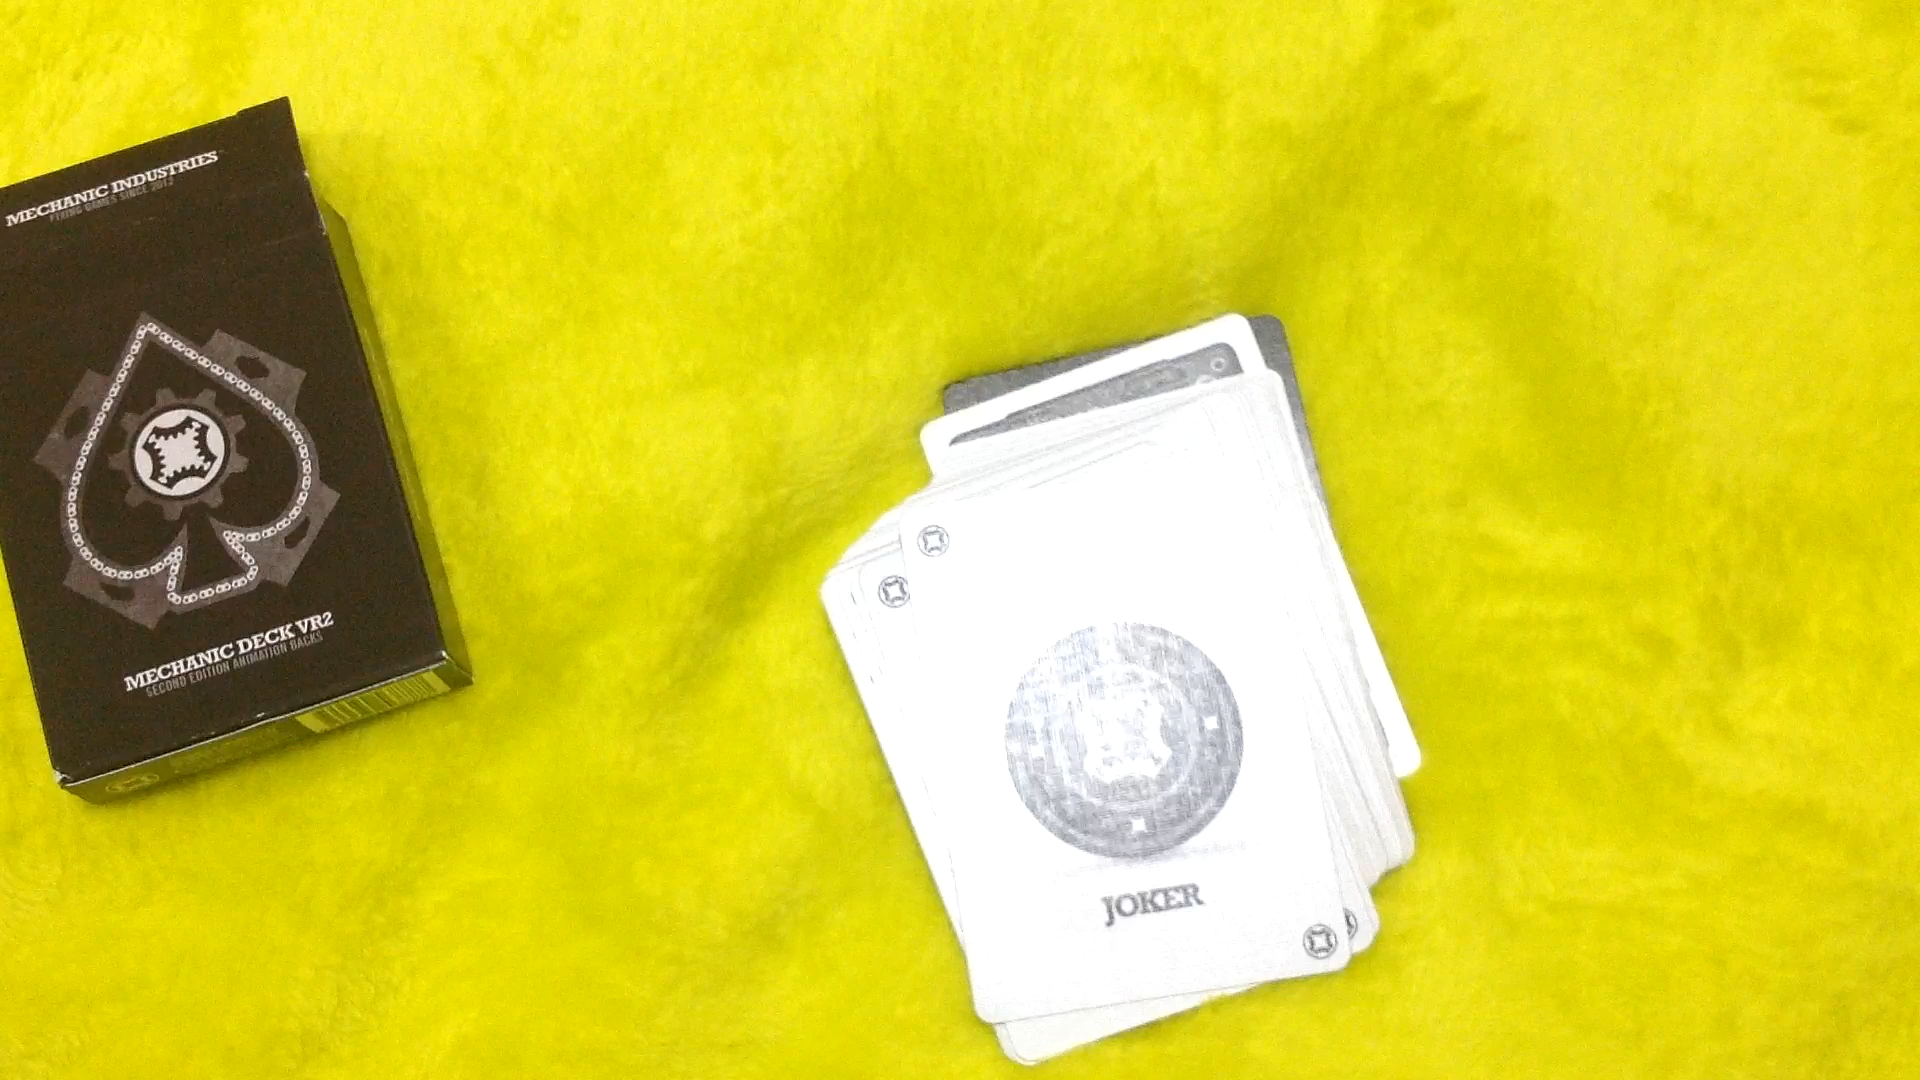 MECHANIC INDUSTRIES
FIXING GAMES SINCE 2012
MECHANIC DECK VR2
SECOND EDITION ANIMATION BACKS
JOKER